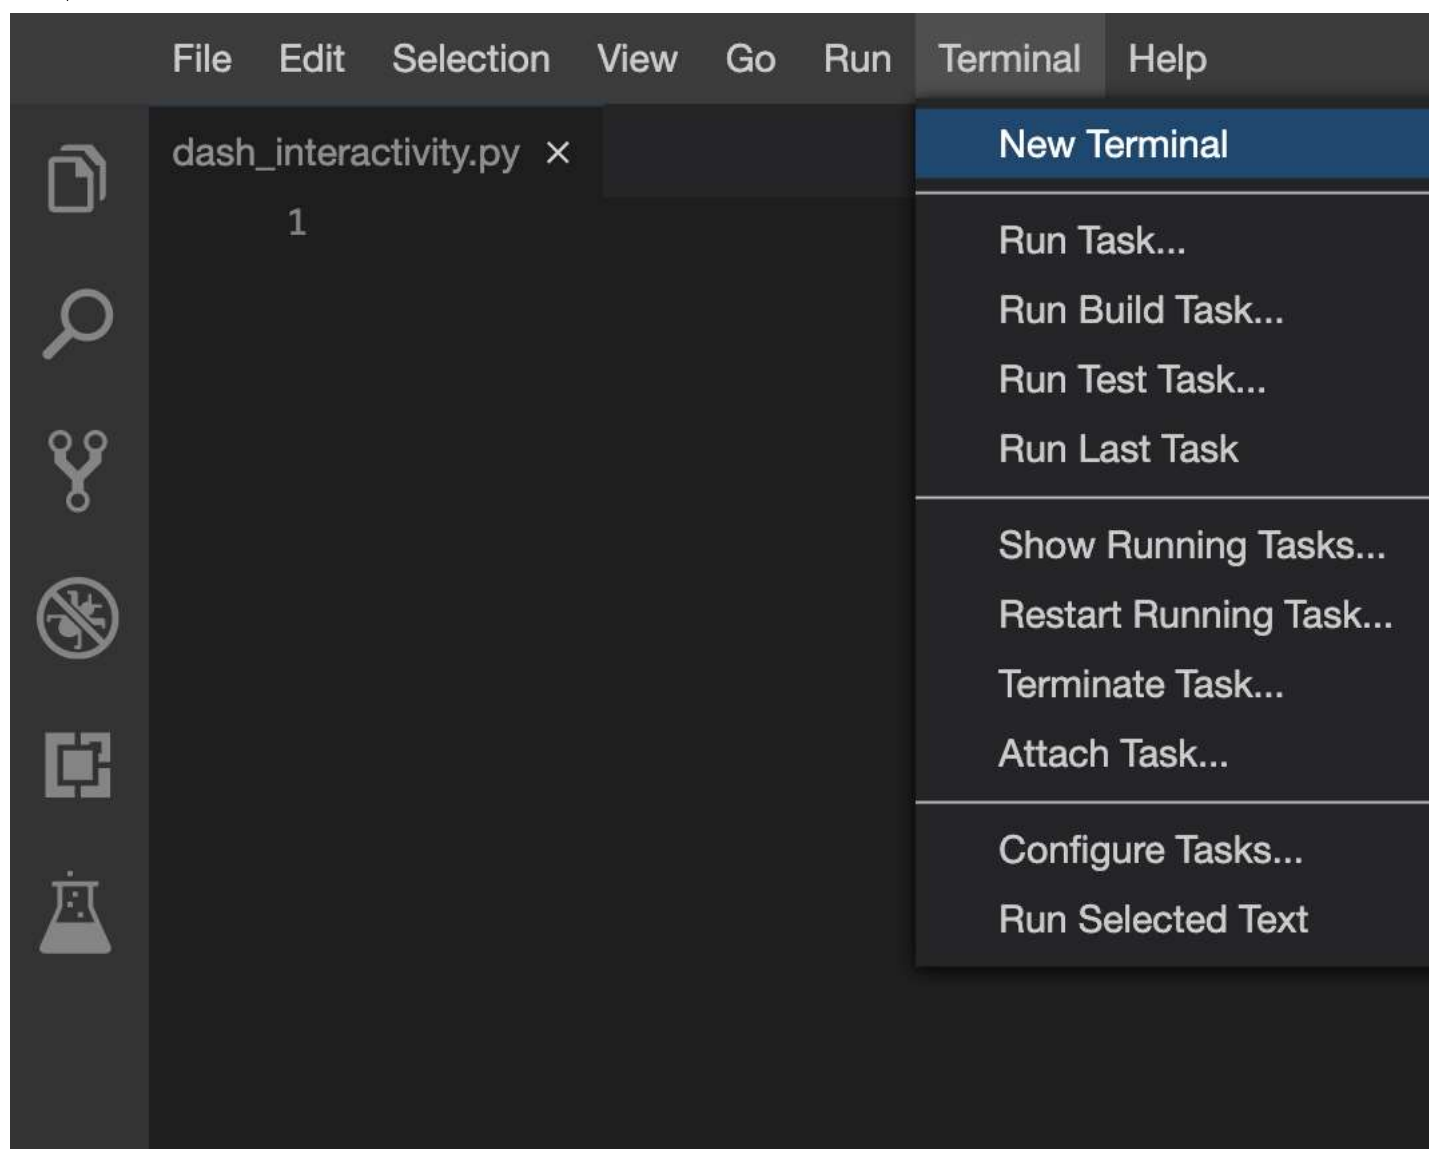 File Edit Selection View Go Run Terminal Help
dash_interactivity.py ×
1
New Terminal
Run Task...
Run Build Task...
Run Test Task...
Run Last Task
Show Running Tasks...
Restart Running Task...
Terminate Task...
Attach Task...
Configure Tasks...
Run Selected Text